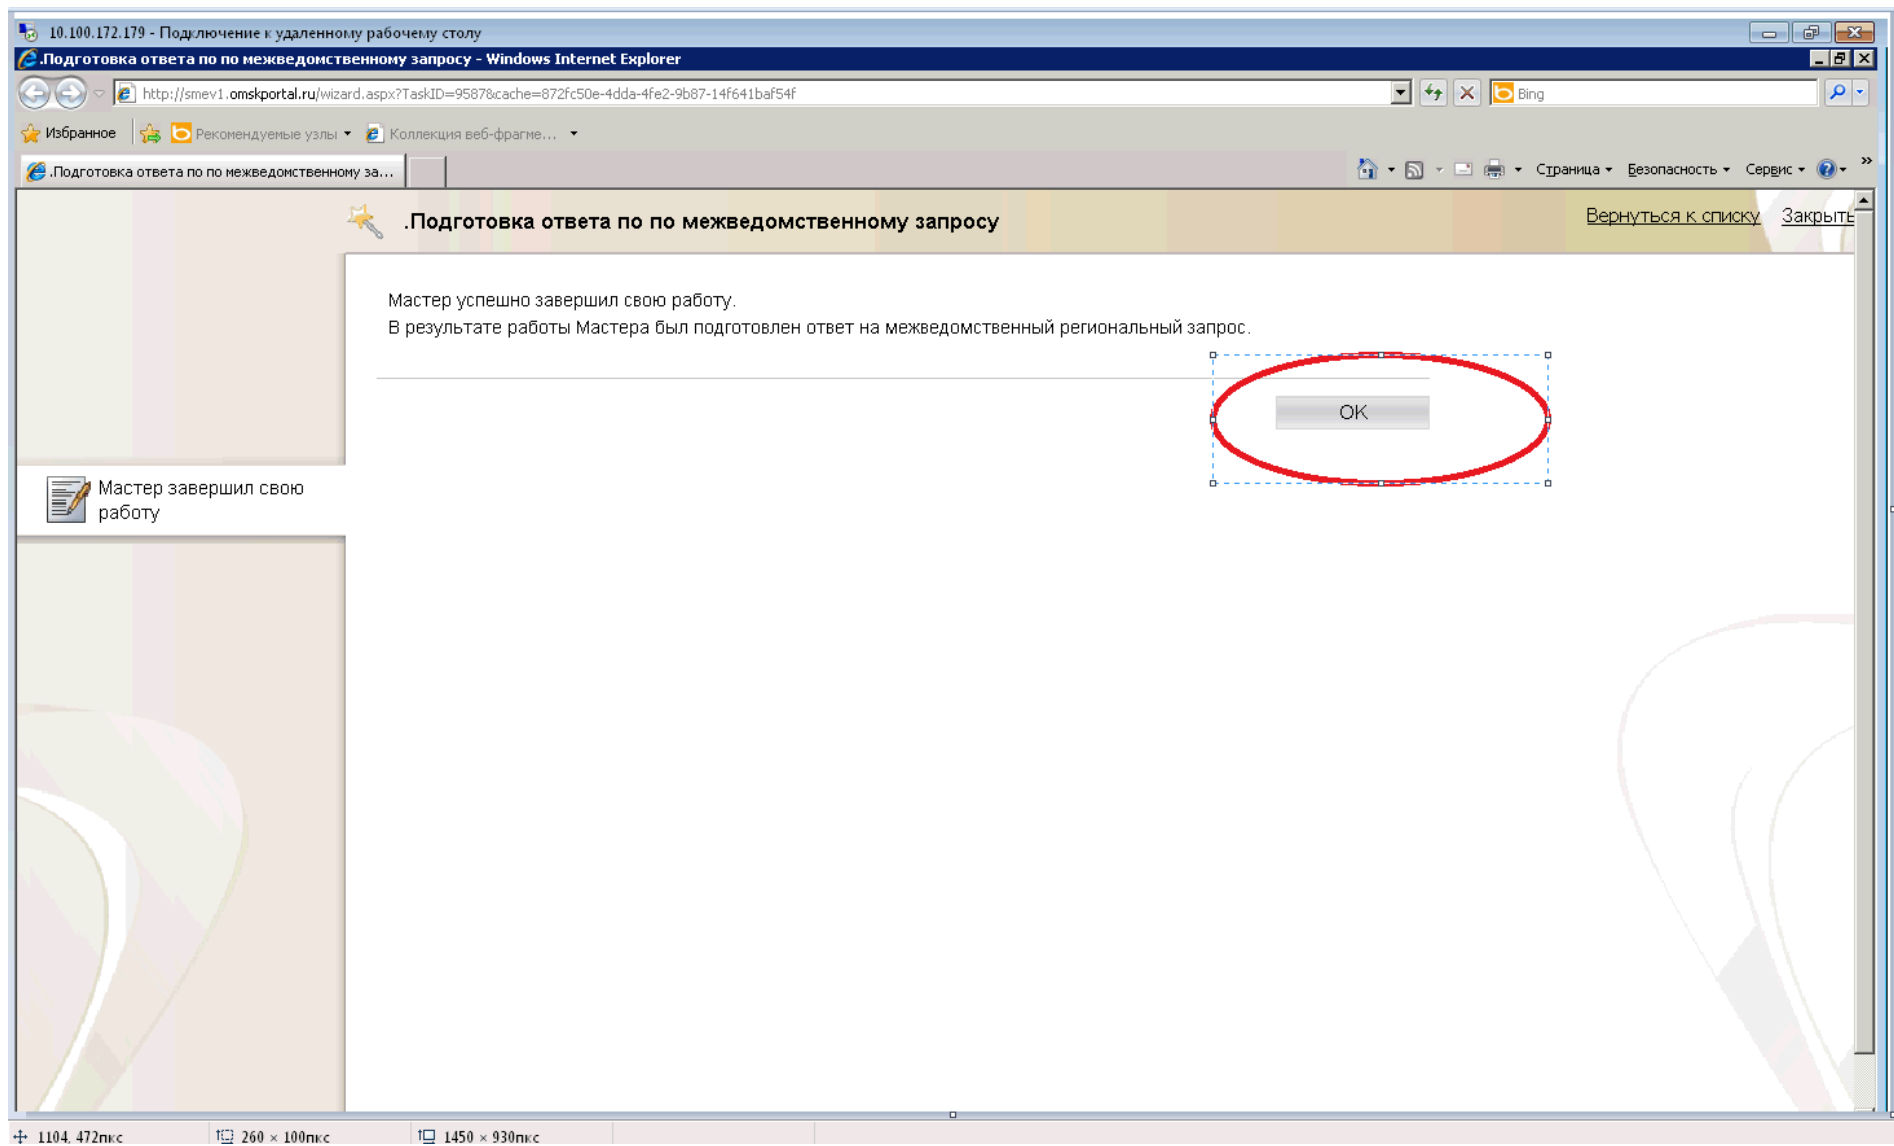 10.100.172.179 - Подключение к удаленному рабочему столу
.Подготовка ответа по по межведомственному запросу - Windows Internet Explorer
http://smev1.omskportal.ru/wizard.aspx?TaskID=9587&cache=872fc50e-4dda-4fe2-9b87-14f641baf54f
Bing
Избранное
Рекомендуемые узлы
Коллекция веб-фрагме...
.Подготовка ответа по по межведомственному за...
Страница
Безопасность
Сервис
.Подготовка ответа по по межведомственному запросу
Вернуться к списку
Закрыть
Мастер успешно завершил свою работу.
В результате работы Мастера был подготовлен ответ на межведомственный региональный запрос.
OK
Мастер завершил свою
работу
1104, 472пкс
260 × 100пкс
1450 × 930пкс